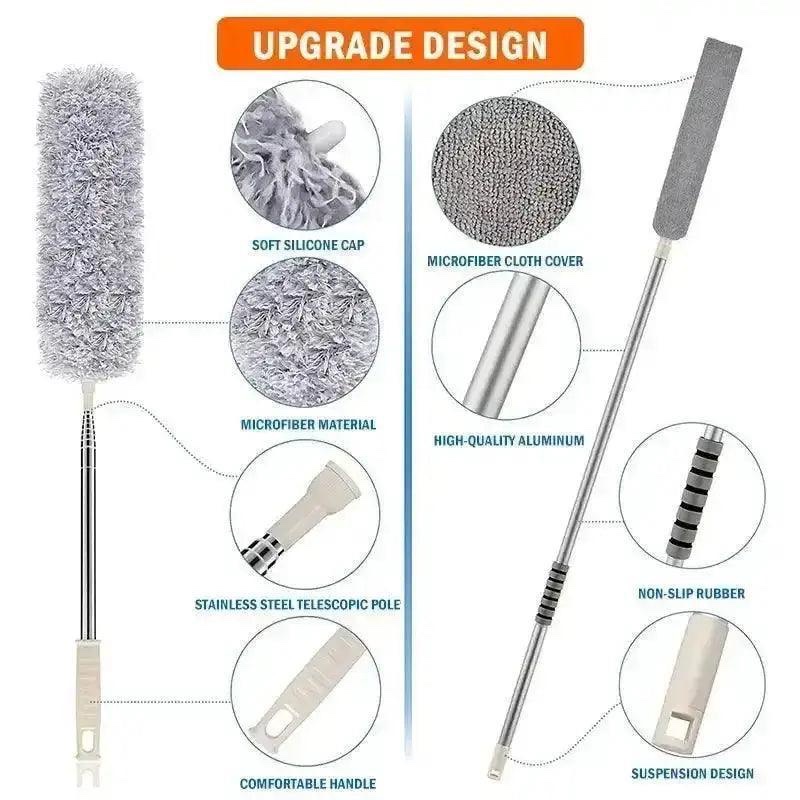 UPGRADE DESIGN
SOFT SILICONE CAP
MICROFIBER MATERIAL
STAINLESS STEEL TELESCOPIC POLE
COMFORTABLE HANDLE
MICROFIBER CLOTH COVER
HIGH-QUALITY ALUMINUM
NON-SLIP RUBBER
SUSPENSION DESIGN